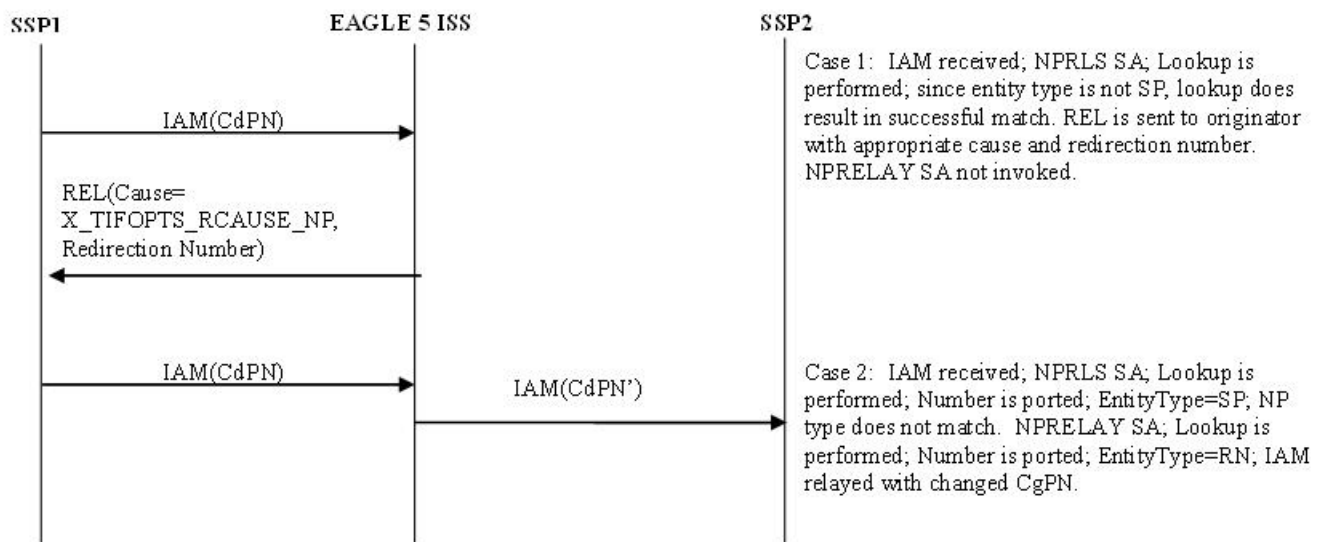 SSP1
EAGLE 5 ISS
SSP2
Case 1: IAM received; NPRLS SA; Lookup is
performed; since entity type is not SP, lookup does
result in successful match. REL is sent to originator
with appropriate cause and redirection number.
NPRELAY SA not invoked.
IAM(CdPN)
REL(Cause=
X_TIFOPTS_RCAUSE_NP,
Redirection Number)
IAM(CdPN)
IAM(CdPN’)
Case 2: IAM received; NPRLS SA; Lookup is
performed; Number is ported; EntityType=SP; NP
type does not match. NPRELAY SA; Lookup is
performed; Number is ported; EntityType=RN; IAM
relayed with changed CgPN.